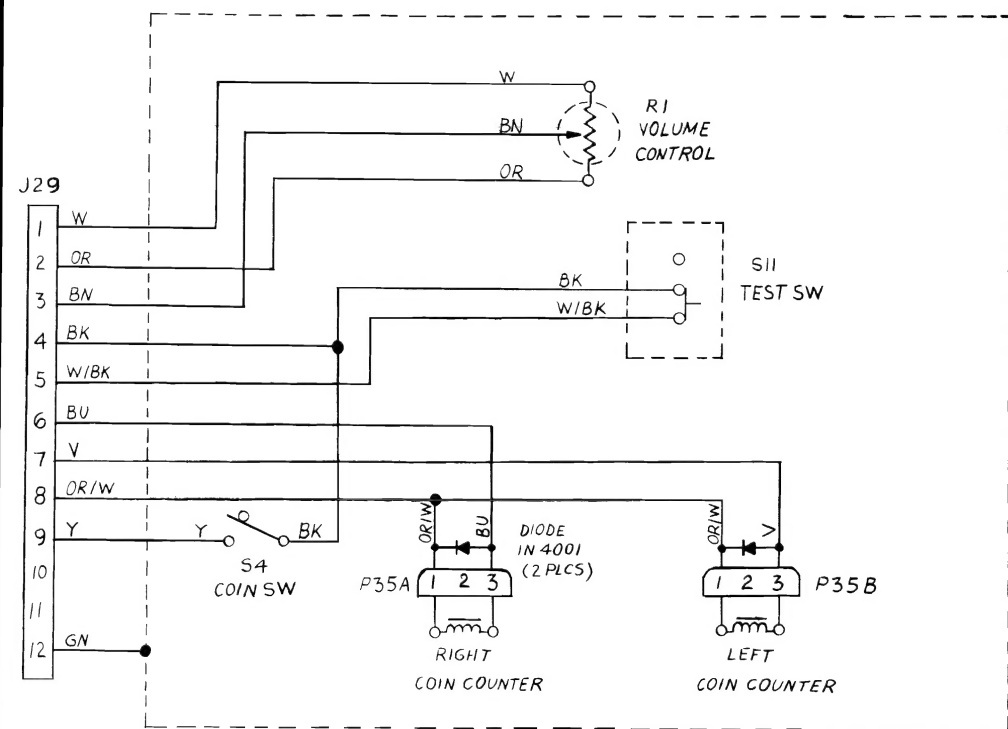 W
R1
VOLUME
CONTROL
BN
OR
J29
1 W
2 OR
3 BN
4 BK
5 W/BK
6 BU
7 V
8 OR/W
9 Y
10
11
12 GN
S11
TEST SW
BK
W/BK
Y
BK
S4
COIN SW
OR/W
BU
DIODE
IN 4001
(2 PLCS)
OR/W
V
P35A
1 2 3
1 2 3
P35B
RIGHT
COIN COUNTER
LEFT
COIN COUNTER